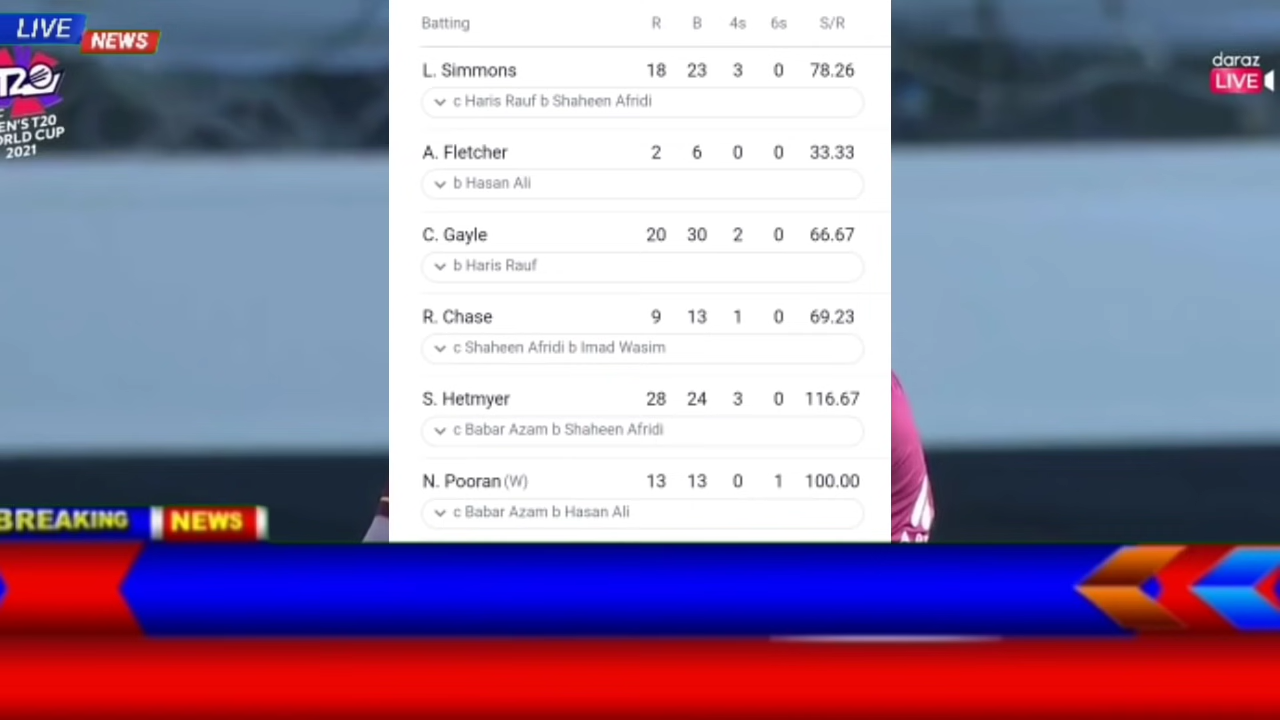 LIVE
NEWS
T20
EN'S T20
ORLD CUP
2021
daraz
LIVE
Batting R B 4s 6s S/R
L. Simmons 18 23 3 0 78.26
c Haris Rauf b Shaheen Afridi
A. Fletcher 2 6 0 0 33.33
b Hasan Ali
C. Gayle 20 30 2 0 66.67
b Haris Rauf
R. Chase 9 13 1 0 69.23
c Shaheen Afridi b Imad Wasim
S. Hetmyer 28 24 3 0 116.67
c Babar Azam b Shaheen Afridi
N. Pooran (W) 13 13 0 1 100.00
c Babar Azam b Hasan Ali
BREAKING NEWS